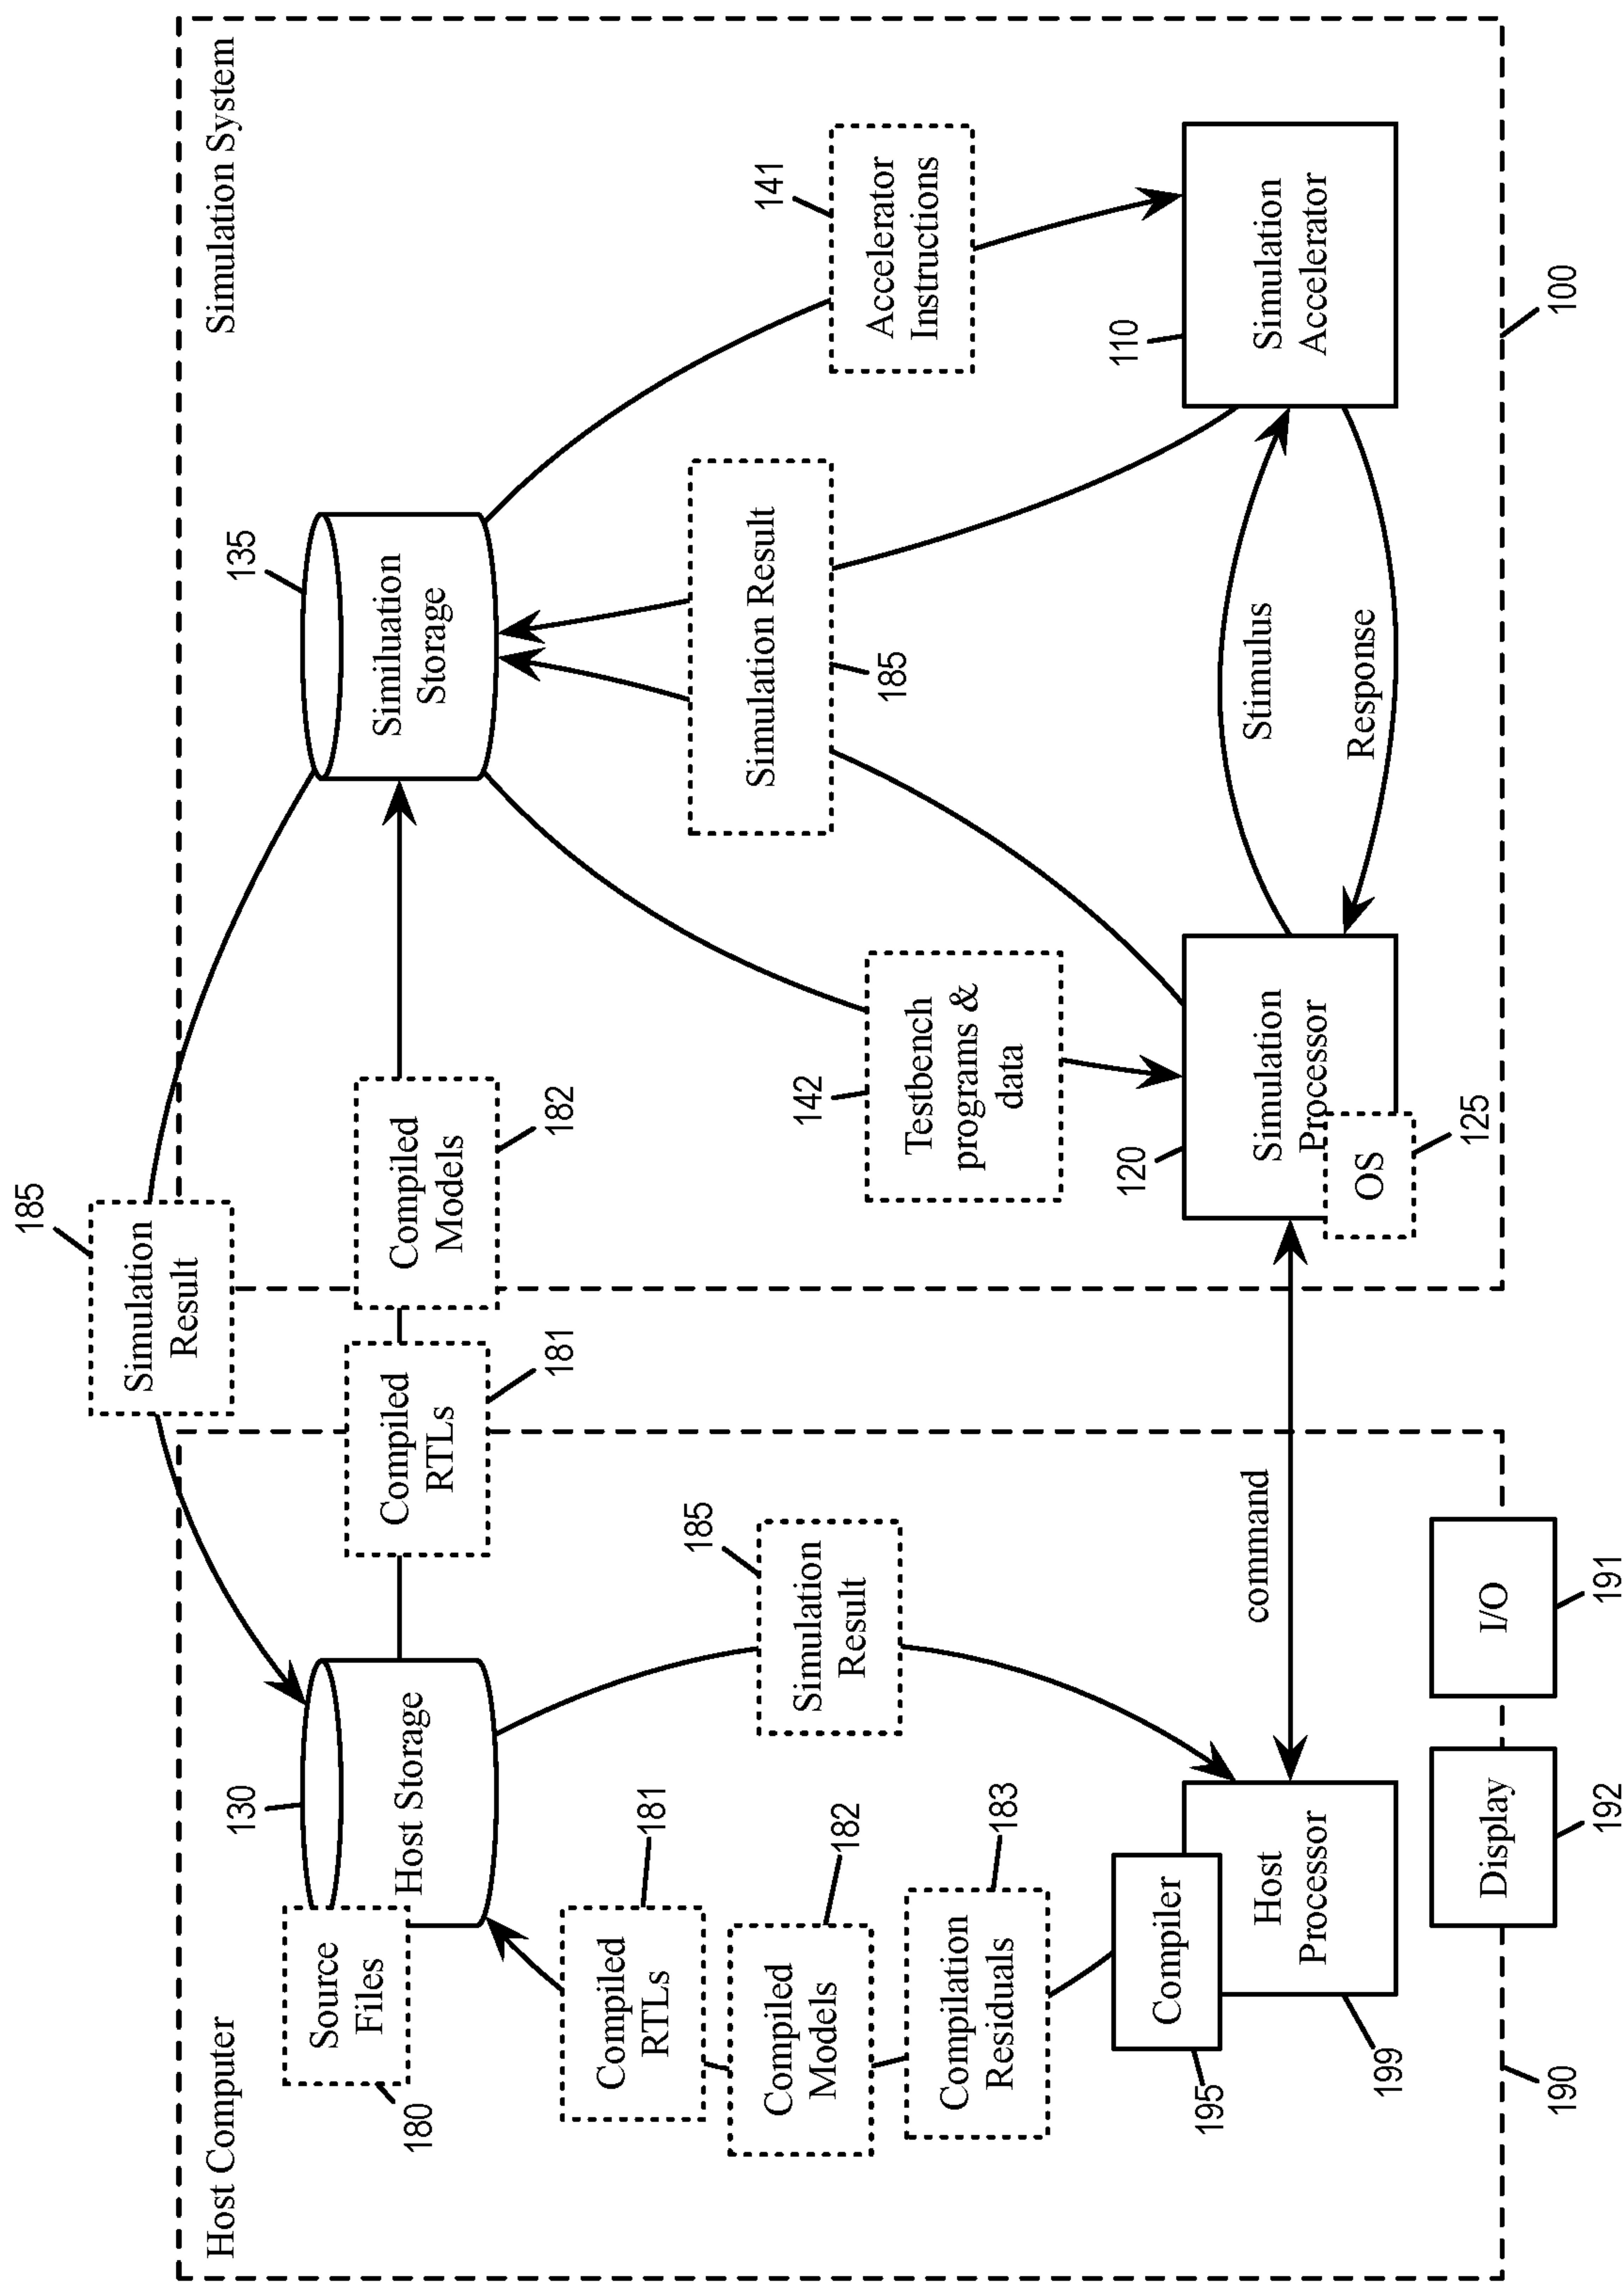 Host Computer
Source
Files
180
130
Host Storage
185
Simulation
Result
Compiled
RTLs
181
Compiled
Models
182
Compilation
Residuals
183
185
Simulation
Result
Compiler
195
Host
Processor
199
command
Display
192
I/O
191
190
Compiled
RTLs
181
Compiled
Models
182
Simulation System
135
Similuation
Storage
Simulation Result
185
141
Accelerator
Instructions
142
Testbench
programs &
data
120
Simulation
Processor
OS
125
Stimulus
Response
110
Simulation
Accelerator
100